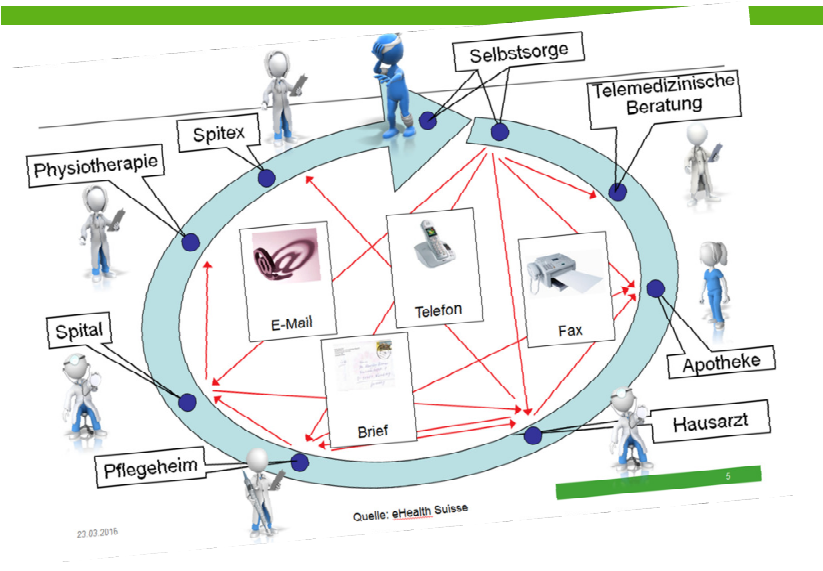 Selbstsorge
Telemedizinische
Beratung
Spitex
Physiotherapie
E-Mail
Telefon
Fax
Spital
Apotheke
Brief
Hausarzt
Pflegeheim
5
Quelle: eHealth Suisse
23.03.2016